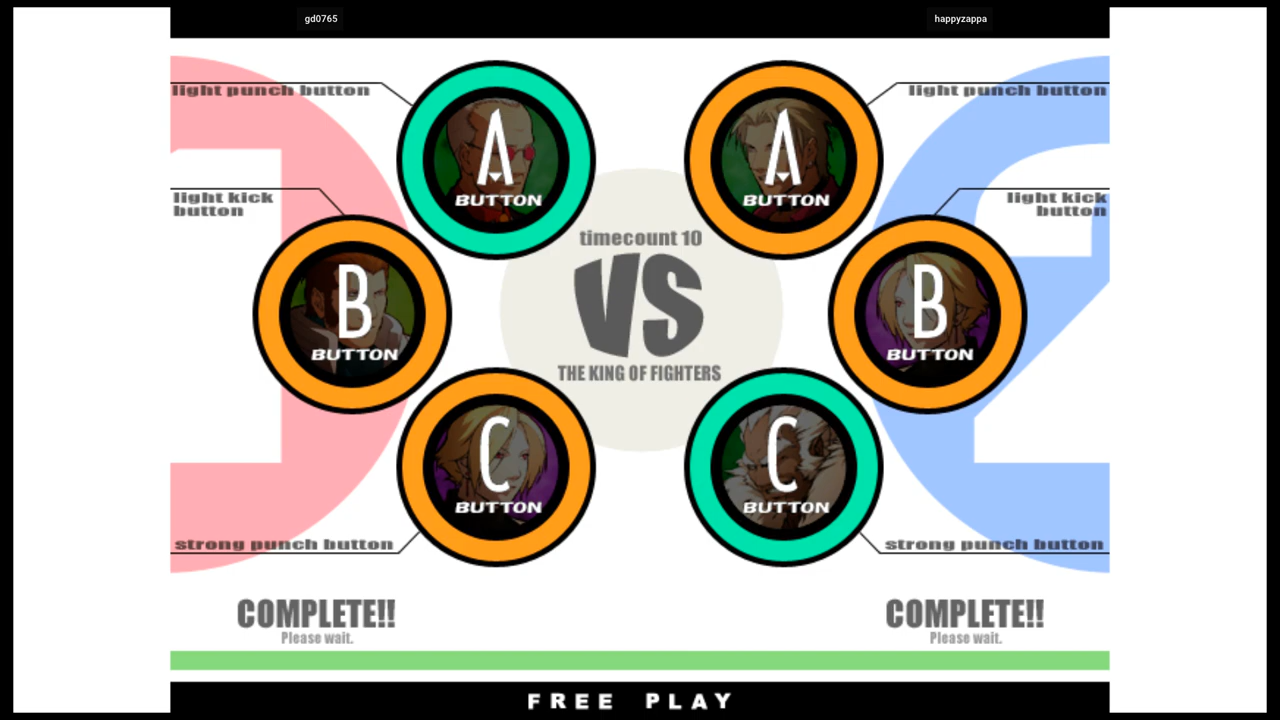 gd0765
happyzappa
light punch button
light punch button
A
BUTTON
A
BUTTON
light kick
button
light kick
button
timecount 10
VS
THE KING OF FIGHTERS
B
BUTTON
B
BUTTON
C
BUTTON
C
BUTTON
strong punch button
strong punch button
COMPLETE!!
Please wait.
COMPLETE!!
Please wait.
FREE PLAY
1
2